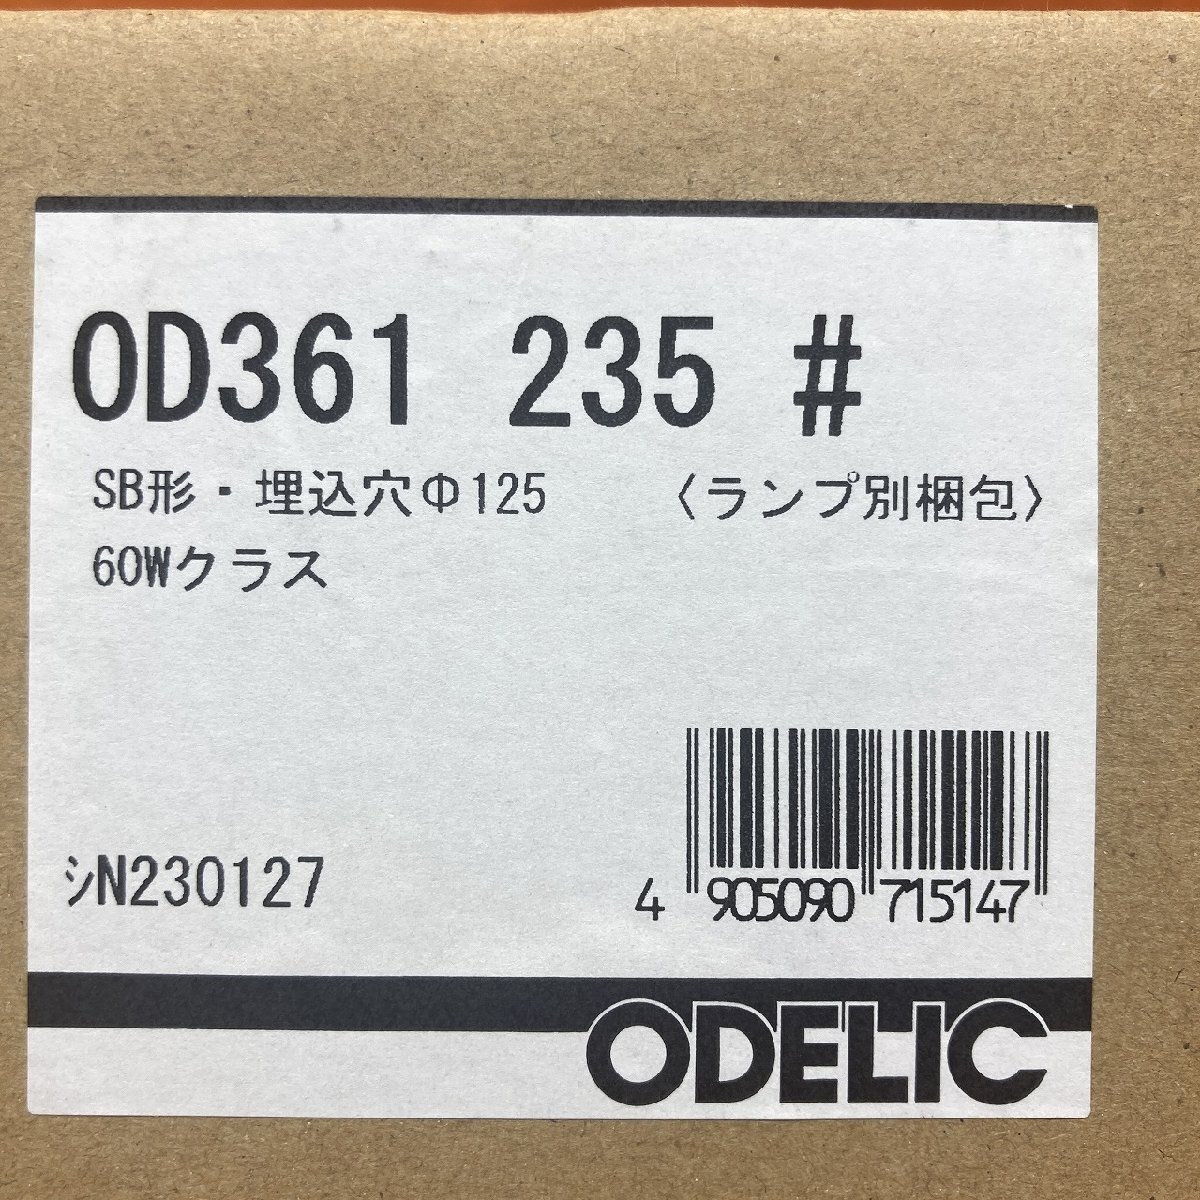 OD361 235 #
SB形・埋込穴Φ125 〈ランプ別梱包〉
60Wクラス
ｼN230127
4 905090 715147
ODELIC